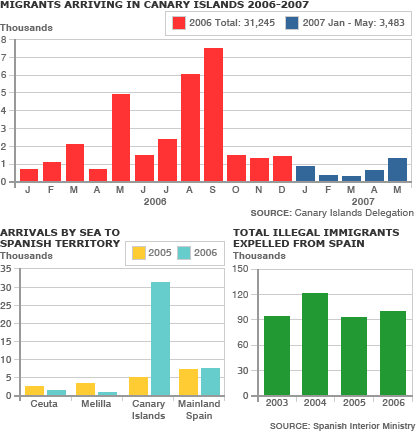 MIGRANTS ARRIVING IN CANARY ISLANDS 2006-2007
Thousands
2006 Total: 31,245 2007 Jan - May: 3,483
8
7
6
5
4
3
2
1
0
J F M A M J J A S O N D J F M A M
2006 2007
SOURCE: Canary Islands Delegation
ARRIVALS BY SEA TO
SPANISH TERRITORY
Thousands
2005 2006
35
30
25
20
15
10
5
0
Ceuta Melilla Canary Mainland
Islands Spain
TOTAL ILLEGAL IMMIGRANTS
EXPELLED FROM SPAIN
Thousands
150
120
90
60
30
0
2003 2004 2005 2006
SOURCE: Spanish Interior Ministry